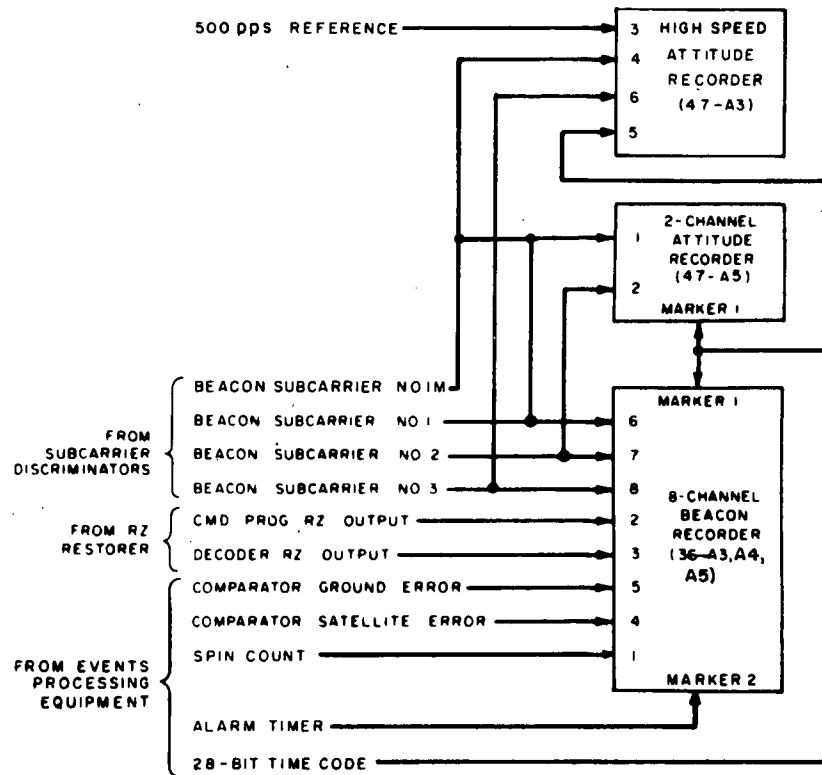 500 pps REFERENCE
3 HIGH SPEED
4 ATTITUDE
RECORDER
6 (47-A3)
5
2-CHANNEL
1 ATTITUDE
RECORDER
2 (47-A5)
MARKER 1
MARKER 1
FROM
SUBCARRIER
DISCRIMINATORS
BEACON SUBCARRIER NO 1M
BEACON SUBCARRIER NO 1
6
BEACON SUBCARRIER NO 2
7
BEACON SUBCARRIER NO 3
8
8-CHANNEL
BEACON
RECORDER
(36-A3,A4,
A5)
FROM RZ
RESTORER
CMD PROG RZ OUTPUT
2
DECODER RZ OUTPUT
3
FROM EVENTS
PROCESSING
EQUIPMENT
COMPARATOR GROUND ERROR
5
COMPARATOR SATELLITE ERROR
4
SPIN COUNT
1
MARKER 2
ALARM TIMER
28-BIT TIME CODE